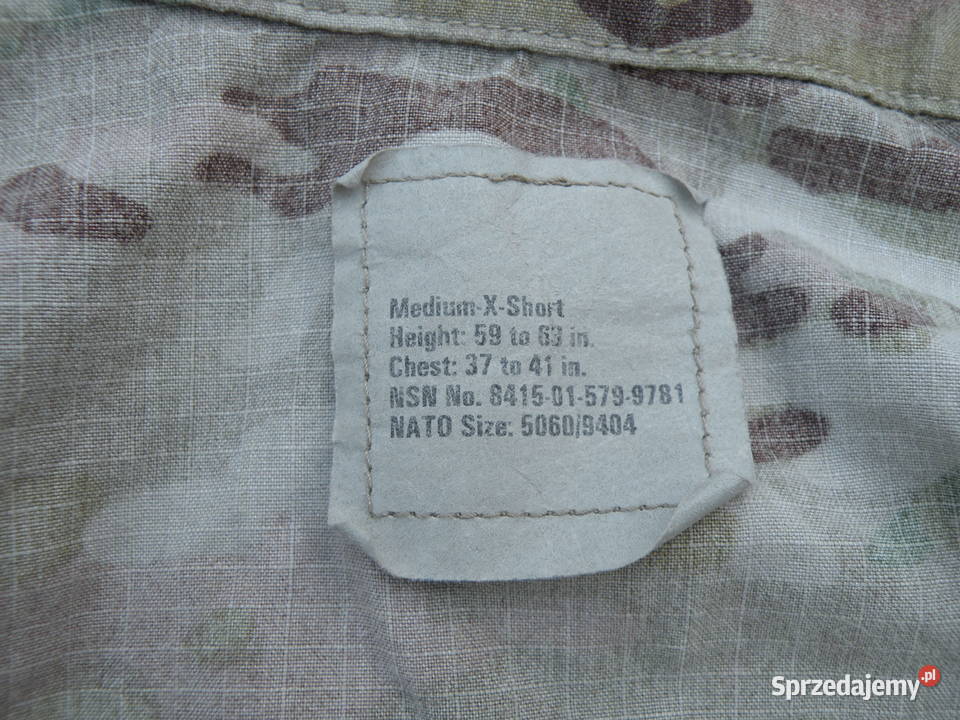 Medium-X-Short
Height: 59 to 63 in.
Chest: 37 to 41 in.
NSN No. 8415-01-579-9781
NATO Size: 5060/9404
Sprzedajemy.pl